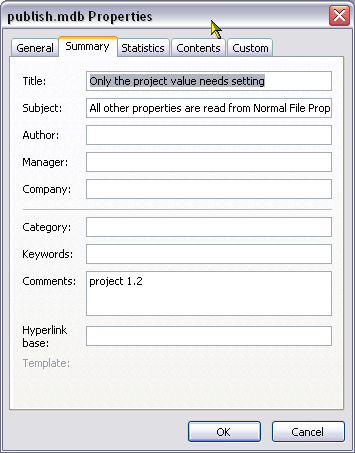 publish.mdb Properties
General Summary Statistics Contents Custom
Title: Only the project value needs setting
Subject: All other properties are read from Normal File Prop
Author:
Manager:
Company:
Category:
Keywords:
Comments: project 1.2
Hyperlink
base:
Template:
OK Cancel